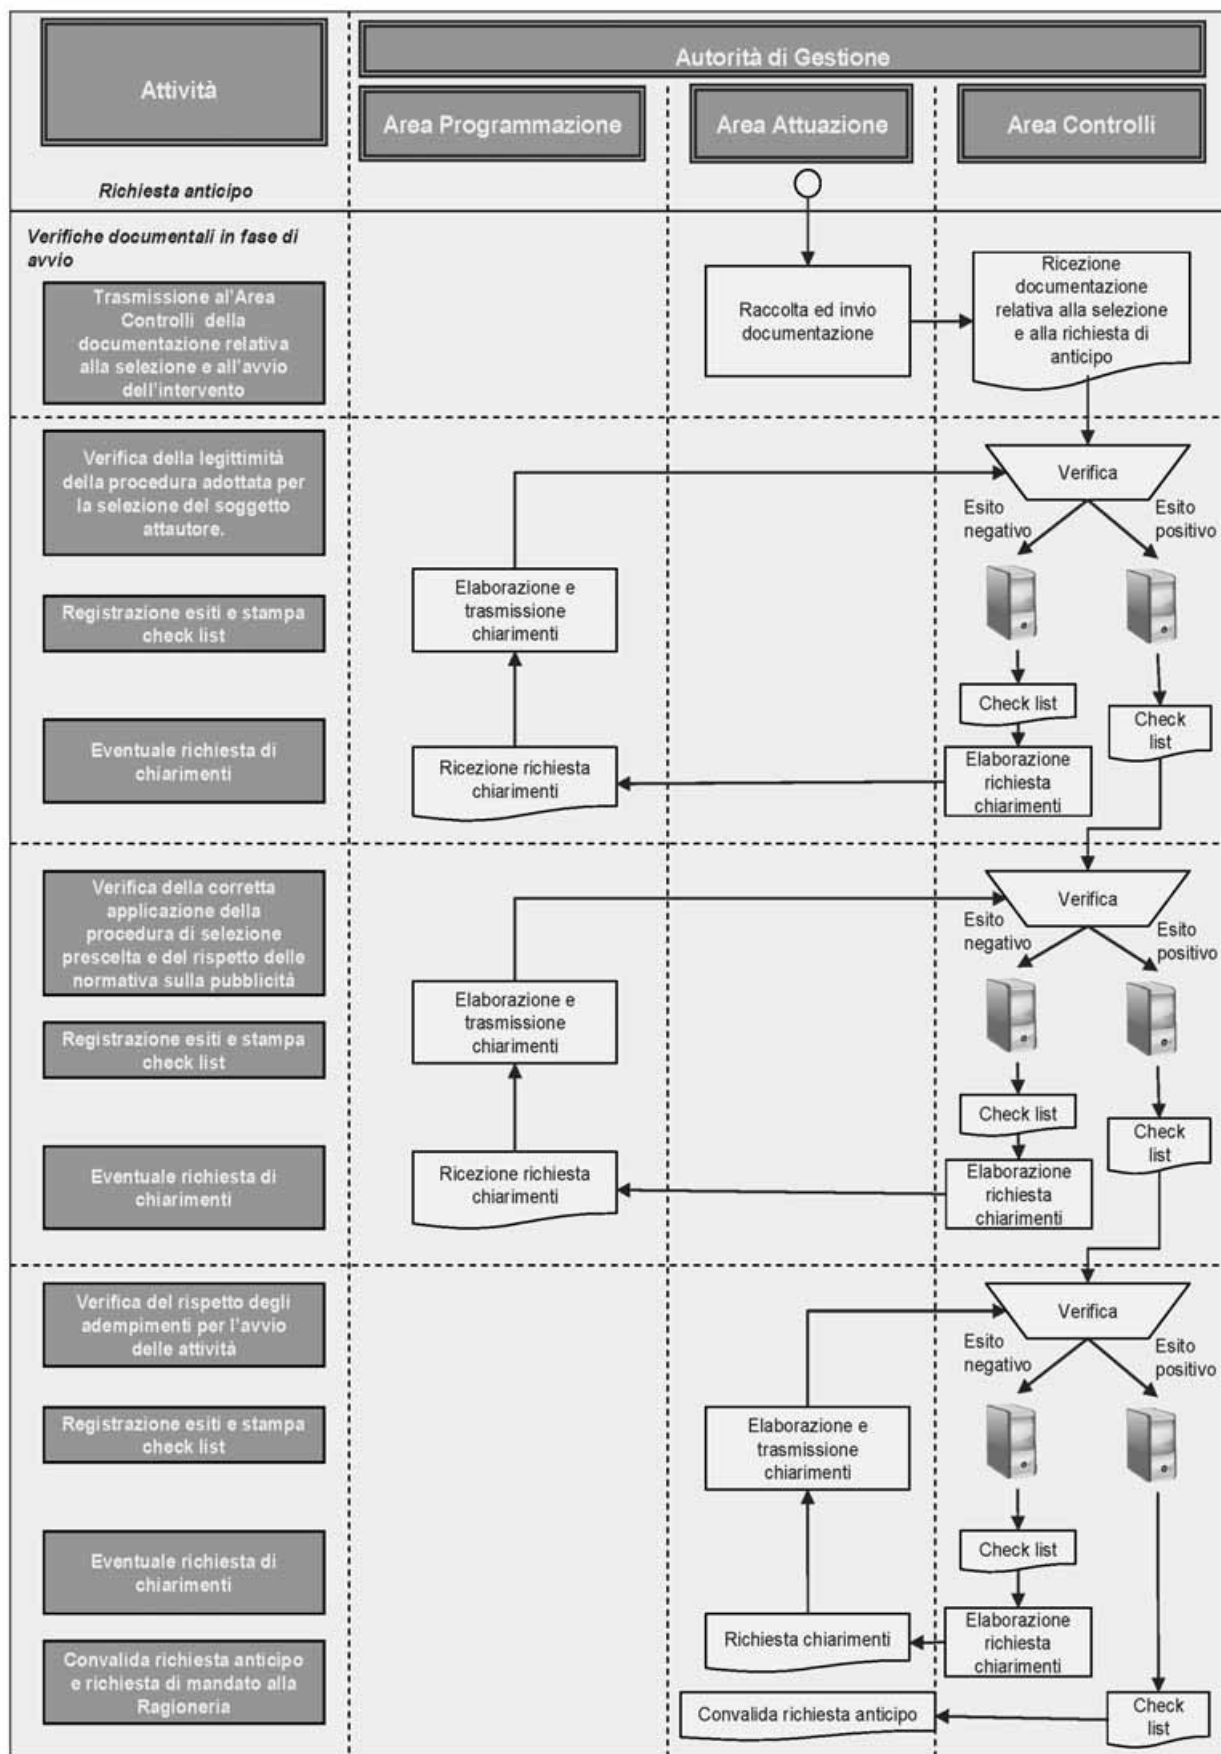 Attività
Autorità di Gestione
Area Programmazione
Area Attuazione
Area Controlli
Richiesta anticipo
Verifiche documentali in fase di
avvio
Trasmissione al'Area
Controlli della
documentazione relativa
alla selezione e all'avvio
dell'intervento
Raccolta ed invio
documentazione
Ricezione
documentazione
relativa alla selezione
e alla richiesta di
anticipo
Verifica della legittimità
della procedura adottata per
la selezione del soggetto
attautore.
Verifica
Esito
negativo
Esito
positivo
Elaborazione e
trasmissione
chiarimenti
Registrazione esiti e stampa
check list
Check list
Check
list
Eventuale richiesta di
chiarimenti
Ricezione richiesta
chiarimenti
Elaborazione
richiesta
chiarimenti
Verifica della corretta
applicazione della
procedura di selezione
prescelta e del rispetto delle
normativa sulla pubblicità
Verifica
Esito
negativo
Esito
positivo
Elaborazione e
trasmissione
chiarimenti
Registrazione esiti e stampa
check list
Check list
Check
list
Eventuale richiesta di
chiarimenti
Ricezione richiesta
chiarimenti
Elaborazione
richiesta
chiarimenti
Verifica del rispetto degli
adempimenti per l'avvio
delle attività
Verifica
Esito
negativo
Esito
positivo
Registrazione esiti e stampa
check list
Elaborazione e
trasmissione
chiarimenti
Check list
Eventuale richiesta di
chiarimenti
Richiesta chiarimenti
Elaborazione
richiesta
chiarimenti
Convalida richiesta anticipo
e richiesta di mandato alla
Ragioneria
Convalida richiesta anticipo
Check
list